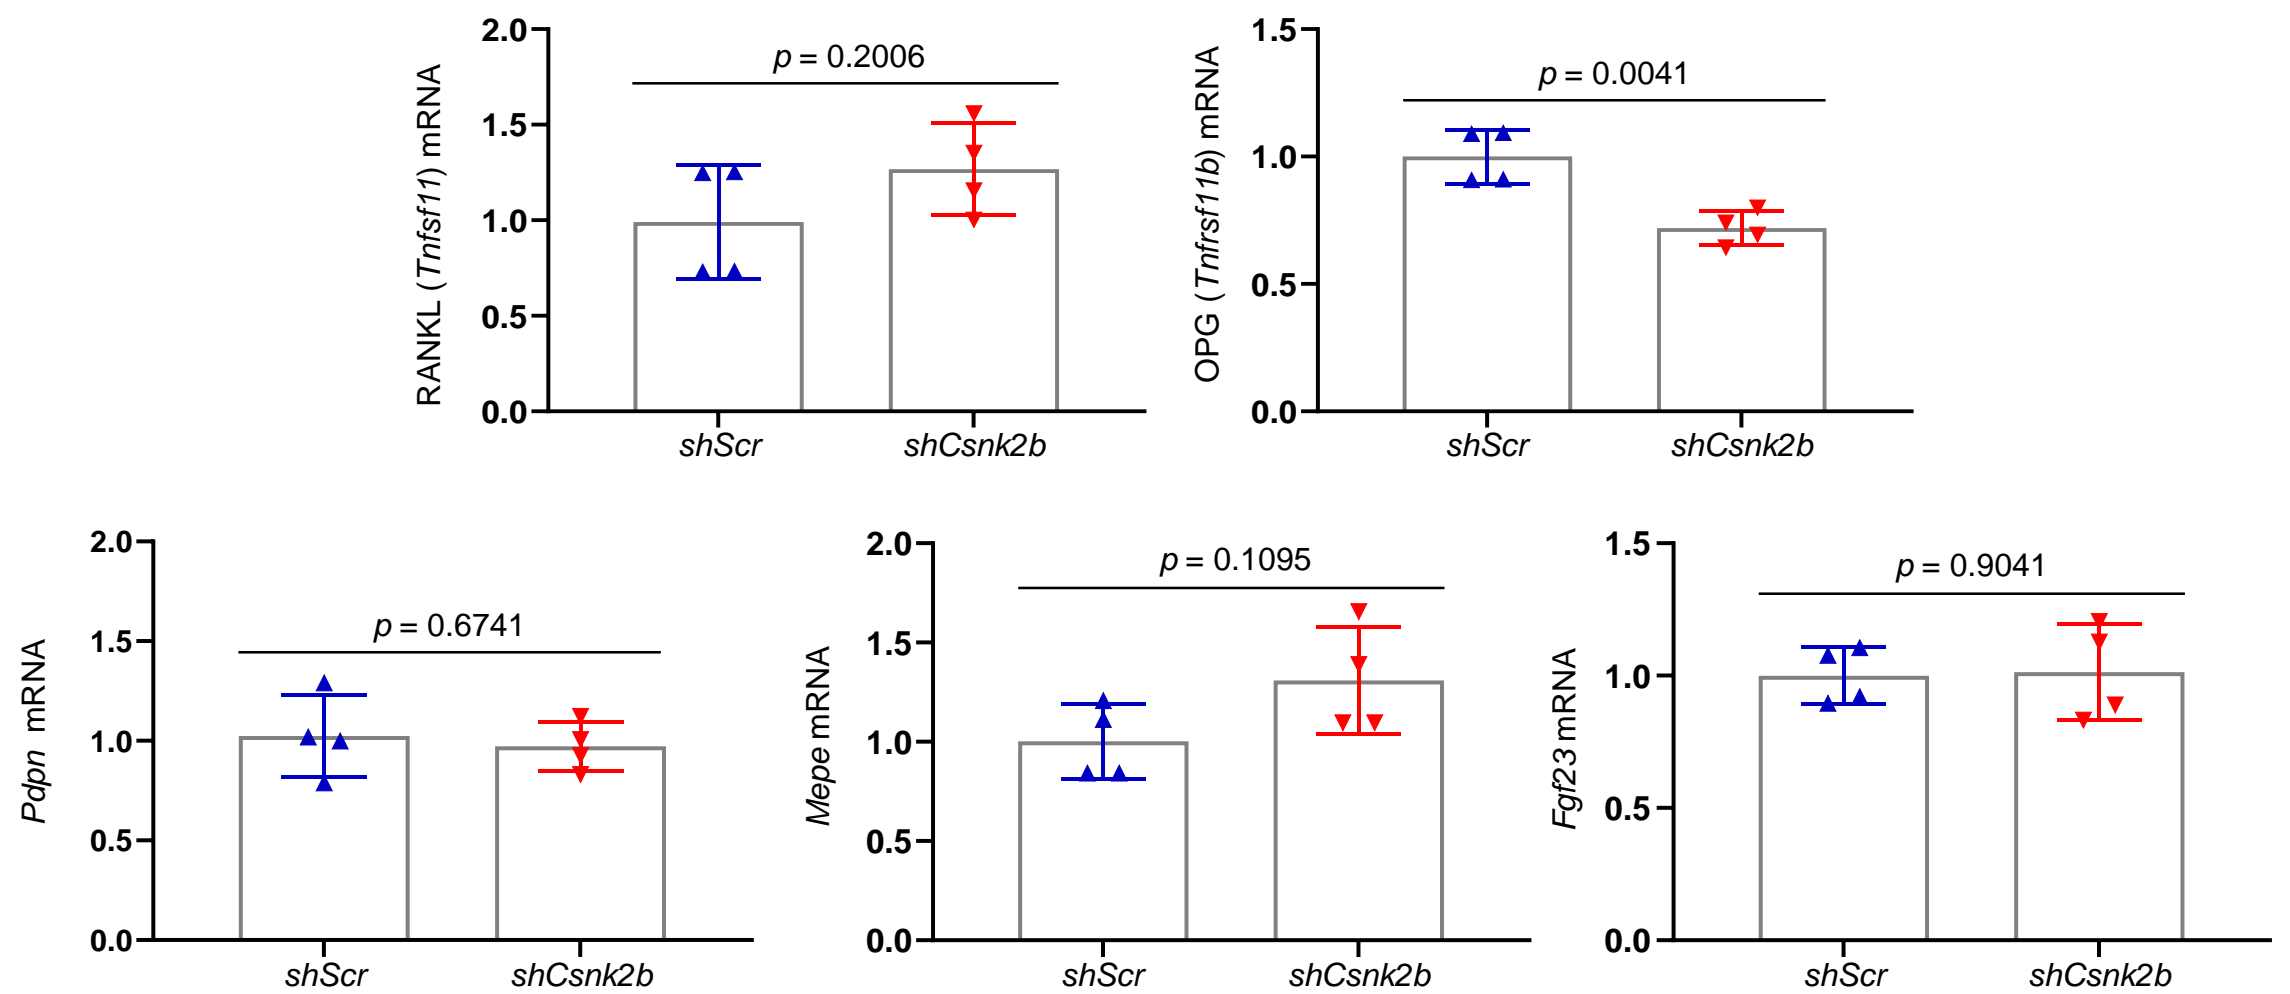 RANKL (Tnfsf11) mRNA
2.0
1.5
1.0
0.5
0.0
p = 0.2006
shScr
shCsnk2b
OPG (Tnfrsf11b) mRNA
1.5
1.0
0.5
0.0
p = 0.0041
shScr
shCsnk2b
Pdpn mRNA
2.0
1.5
1.0
0.5
0.0
p = 0.6741
shScr
shCsnk2b
Mepe mRNA
2.0
1.5
1.0
0.5
0.0
p = 0.1095
shScr
shCsnk2b
Fgf23 mRNA
1.5
1.0
0.5
0.0
p = 0.9041
shScr
shCsnk2b